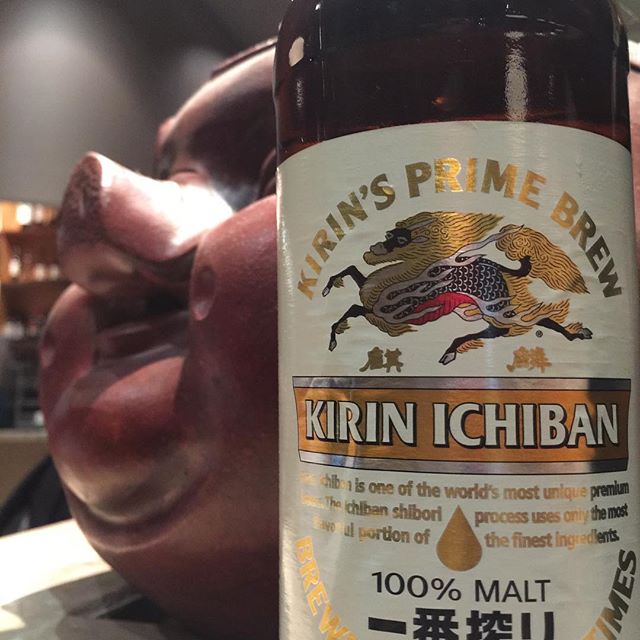 KIRIN'S PRIME BREW
麒 麟
®
KIRIN ICHIBAN
ichiban is one of the world's most unique premium
The ichiban shibori process uses only the most
flavorful portion of the finest ingredients.
100% MALT
一番搾り